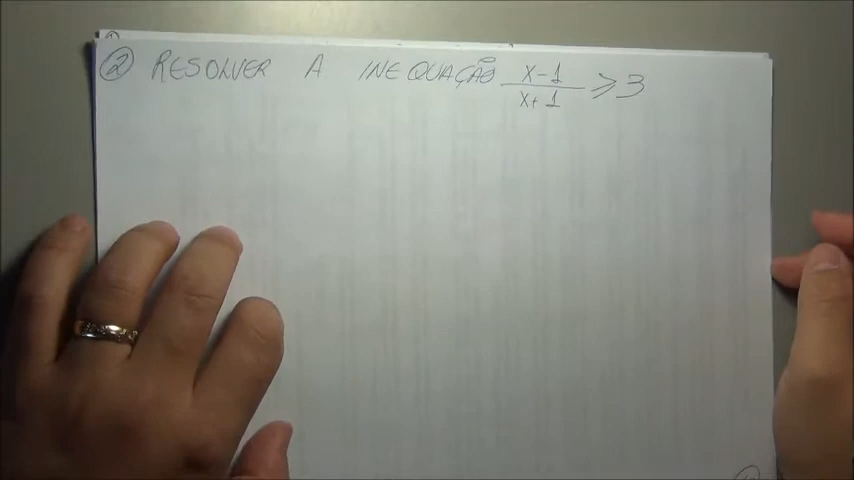 ② RESOLVER A INEQUAÇÃO (x-1)/(x+1) ⩾ 3